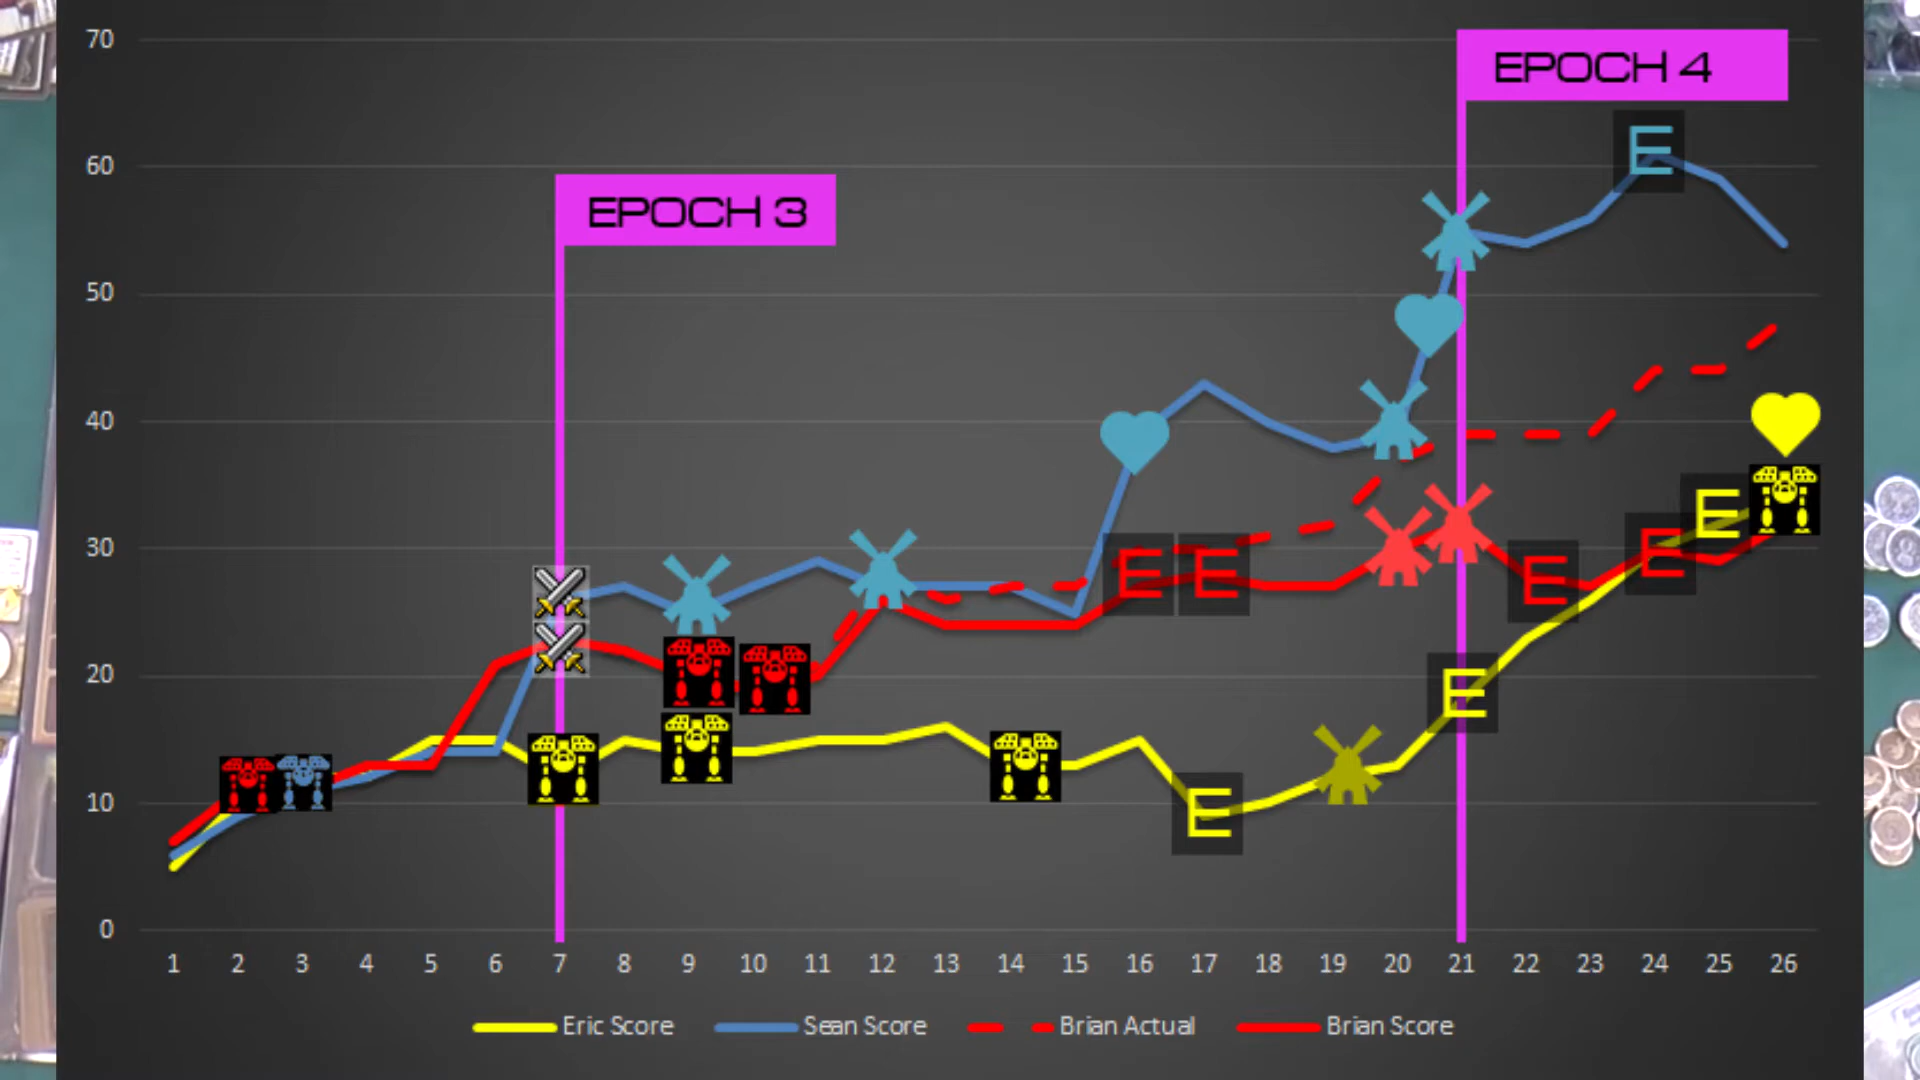 70
EPOCH 4
60
EPOCH 3
50
40
30
20
10
0
E
E E
E
E
E
E
E
1 2 3 4 5 6 7 8 9 10 11 12 13 14 15 16 17 18 19 20 21 22 23 24 25 26
Eric Score Sean Score Brian Actual Brian Score